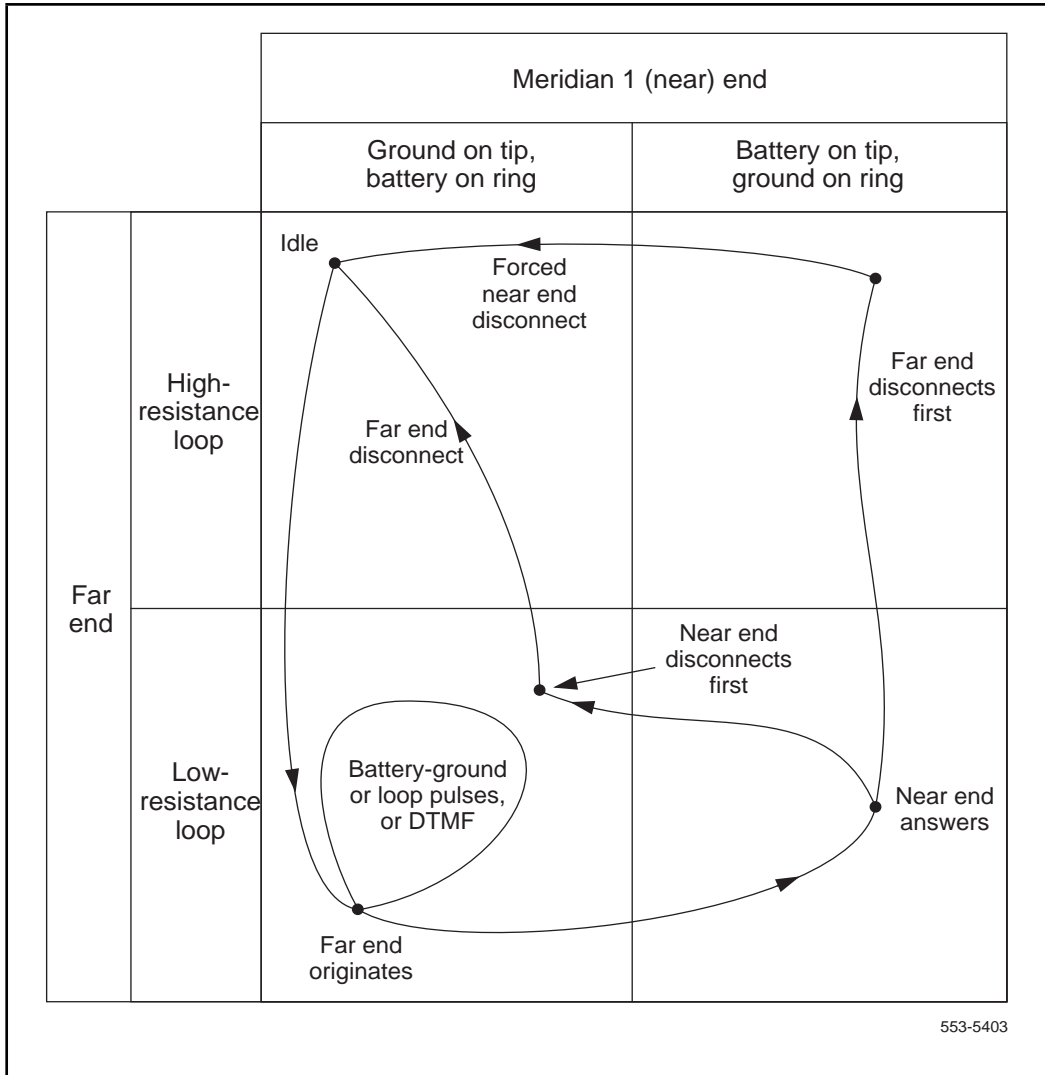 Meridian 1 (near) end
Ground on tip,
battery on ring
Battery on tip,
ground on ring
Idle
Forced
near end
disconnect
High-
resistance
loop
Far end
disconnect
Far end
disconnects
first
Far
end
Near end
disconnects
first
Low-
resistance
loop
Battery-ground
or loop pulses,
or DTMF
Near end
answers
Far end
originates
553-5403